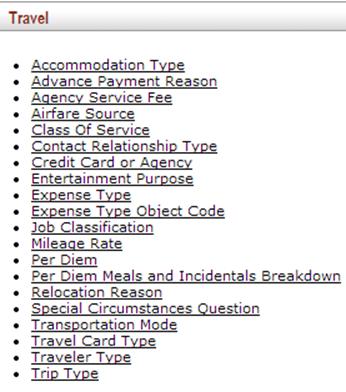 Travel
Accommodation Type
Advance Payment Reason
Agency Service Fee
Airfare Source
Class Of Service
Contact Relationship Type
Credit Card or Agency
Entertainment Purpose
Expense Type
Expense Type Object Code
Job Classification
Mileage Rate
Per Diem
Per Diem Meals and Incidentals Breakdown
Relocation Reason
Special Circumstances Question
Transportation Mode
Travel Card Type
Traveler Type
Trip Type